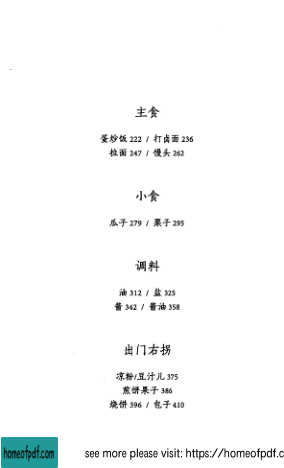 主食
蛋炒饭 222 / 打卤面 236
拉面 247 / 馒头 262
小食
瓜子 279 / 果子 295
调料
油 312 / 盐 325
酱 342 / 酱油 358
出门右拐
凉粉/豆汁儿 375
煎饼果子 386
烧饼 396 / 包子 410
homeofpdf.com
see more please visit: https://homeofpdf.c